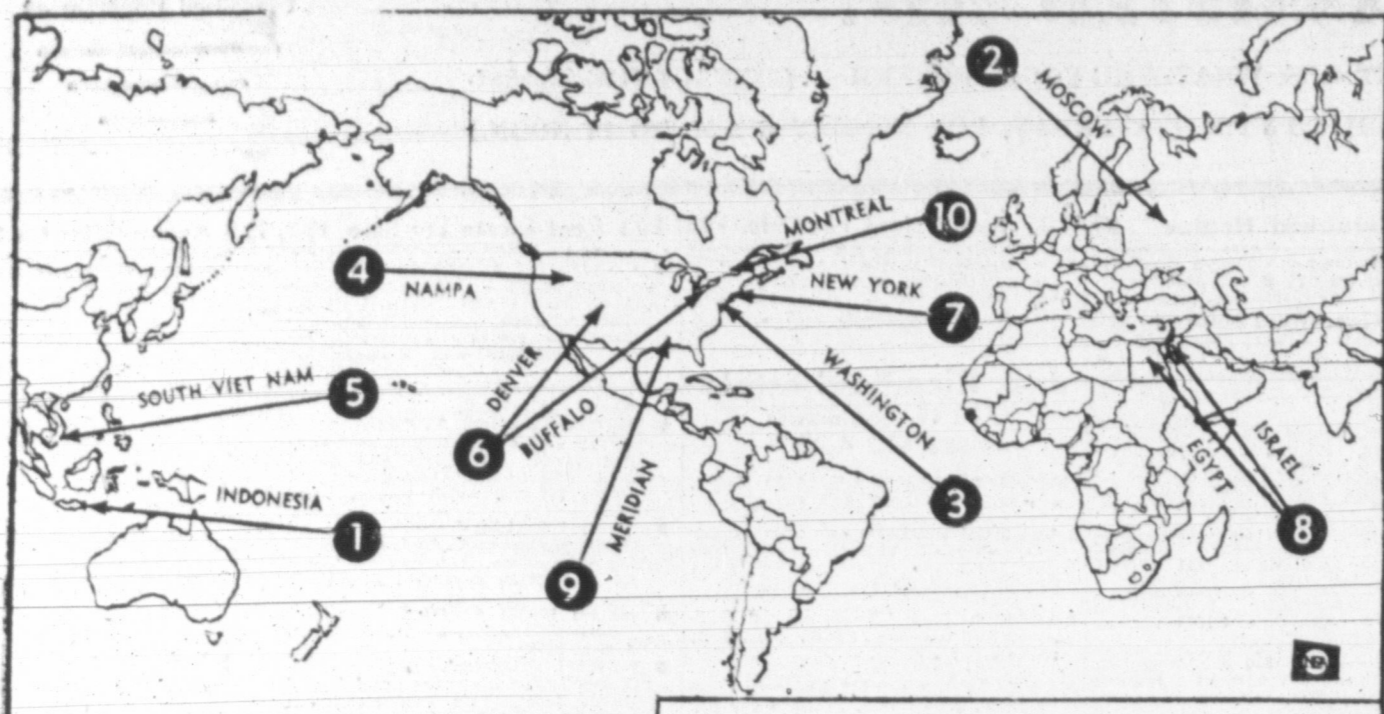 2
MOSCOW
10
MONTREAL
4
NAMPA
NEW YORK
7
SOUTH VIET NAM
5
DENVER
BUFFALO
6
WASHINGTON
3
MERIDIAN
9
INDONESIA
1
ISRAEL
EGYPT
8
NEA